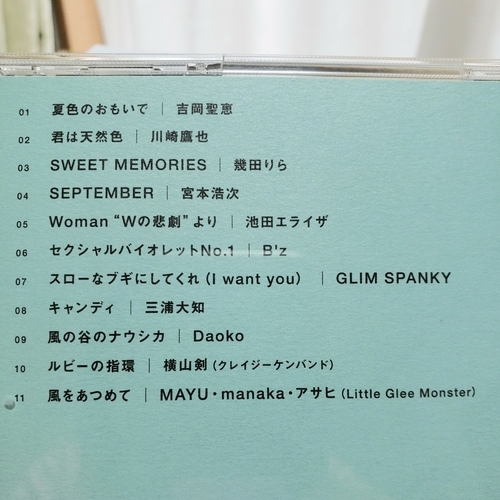 01 夏色のおもいで | 吉岡聖恵
02 君は天然色 | 川崎鷹也
03 SWEET MEMORIES | 幾田りら
04 SEPTEMBER | 宮本浩次
05 Woman “Wの悲劇”より | 池田エライザ
06 セクシャルバイオレットNo.1 | B'z
07 スローなブギにしてくれ (I want you) | GLIM SPANKY
08 キャンディ | 三浦大知
09 風の谷のナウシカ | Daoko
10 ルビーの指環 | 横山剣 (クレイジーケンバンド)
11 風をあつめて | MAYU・manaka・アサヒ (Little Glee Monster)